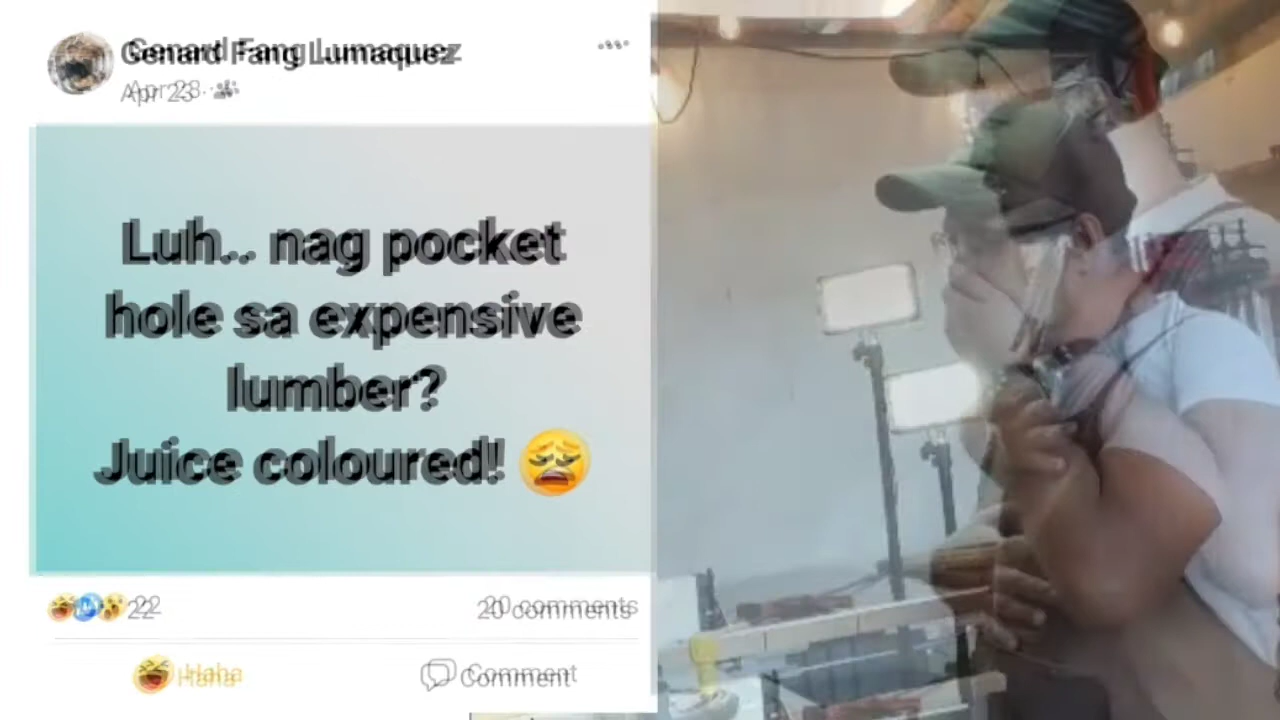 Genard Fang Lumaquez
Apr 23
Luh.. nag pocket
hole sa expensive
lumber?
Juice coloured!
22
20 comments
Haha
Comment